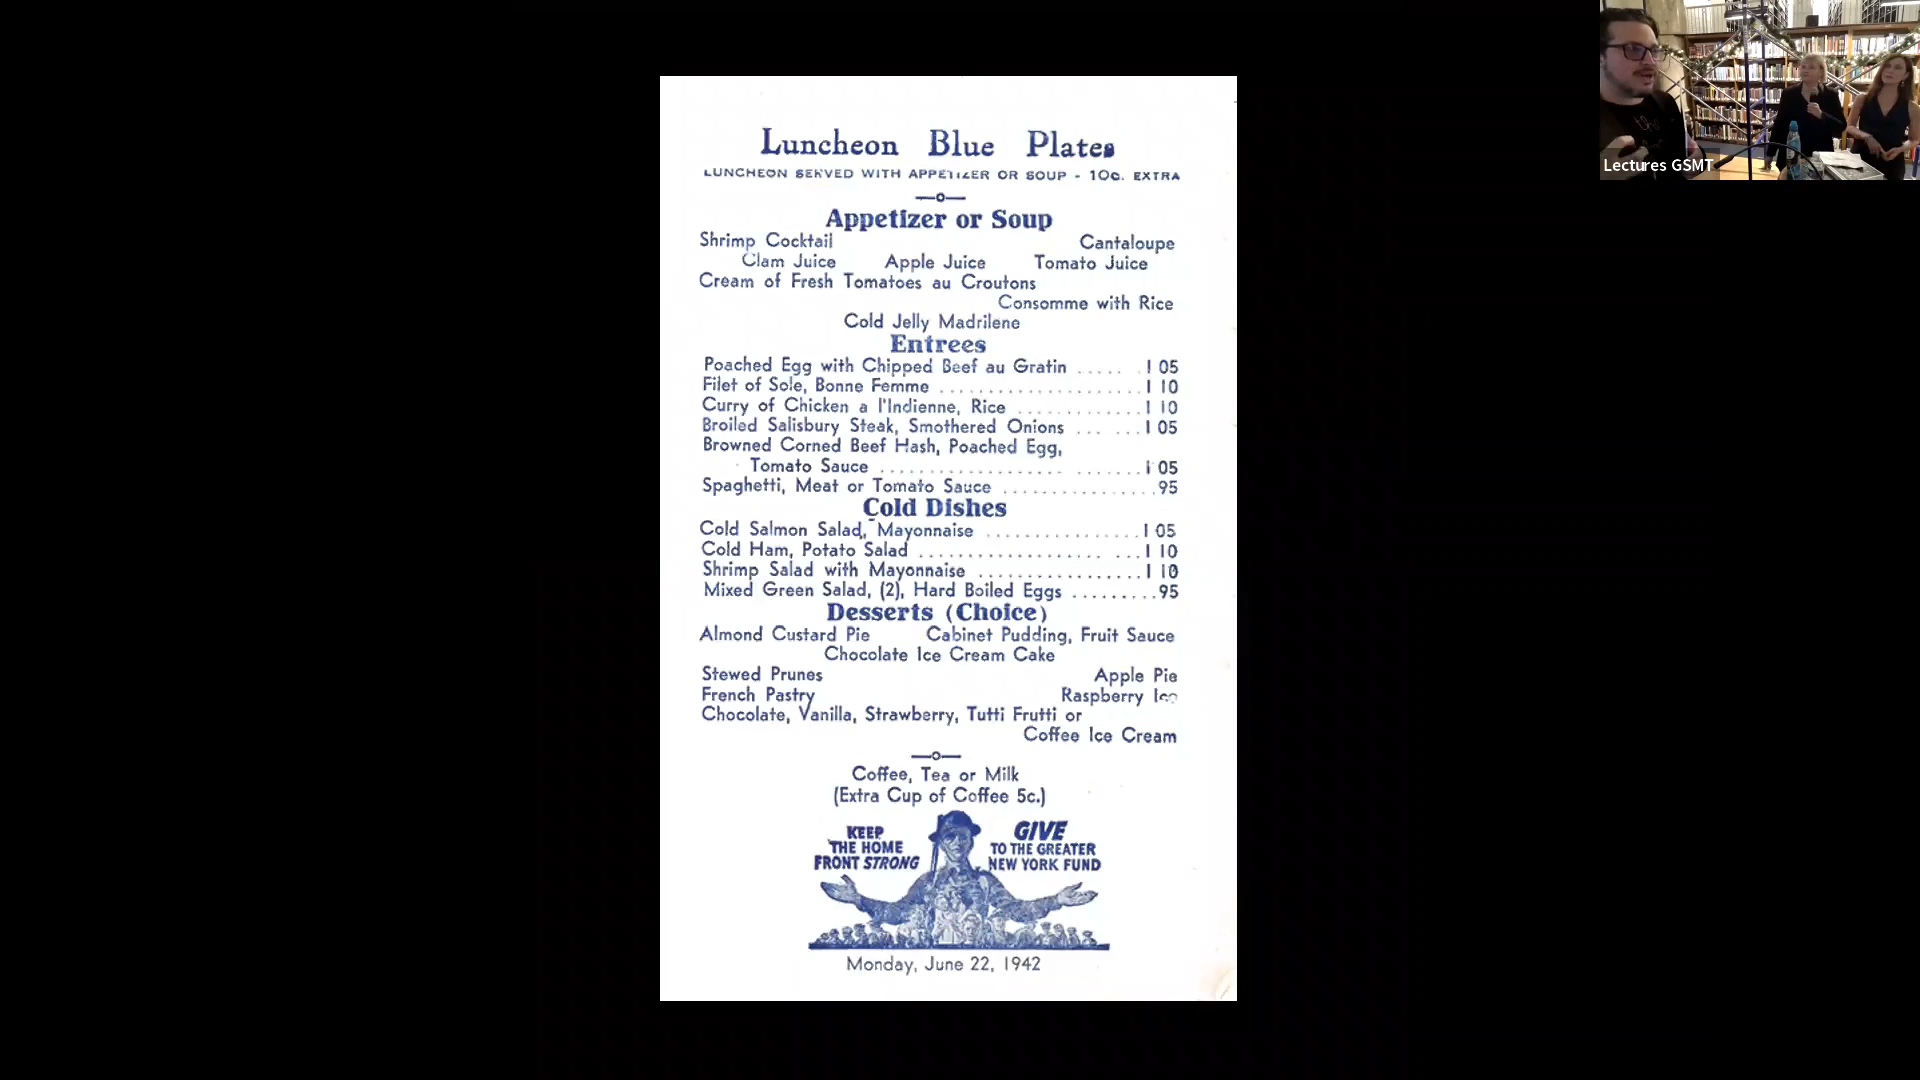 Luncheon Blue Plates
LUNCHEON SERVED WITH APPETIZER OR SOUP - 10c. EXTRA
Appetizer or Soup
Shrimp Cocktail Cantaloupe
Clam Juice Apple Juice Tomato Juice
Cream of Fresh Tomatoes au Croutons
Consomme with Rice
Cold Jelly Madrilene
Entrees
Poached Egg with Chipped Beef au Gratin ..... . 1 05
Filet of Sole, Bonne Femme ..................... 1 10
Curry of Chicken a l'Indienne, Rice ............. 1 10
Broiled Salisbury Steak, Smothered Onions ... ... 1 05
Browned Corned Beef Hash, Poached Egg,
Tomato Sauce ................... ....... 1 05
Spaghetti, Meat or Tomato Sauce ................ 95
Cold Dishes
Cold Salmon Salad, Mayonnaise ................ 1 05
Cold Ham, Potato Salad ................... ... 1 10
Shrimp Salad with Mayonnaise ................. 1 10
Mixed Green Salad, (2), Hard Boiled Eggs ......... 95
Desserts (Choice)
Almond Custard Pie Cabinet Pudding, Fruit Sauce
Chocolate Ice Cream Cake
Stewed Prunes Apple Pie
French Pastry Raspberry Ice
Chocolate, Vanilla, Strawberry, Tutti Frutti or
Coffee Ice Cream
Coffee, Tea or Milk
(Extra Cup of Coffee 5c.)
KEEP
THE HOME
FRONT STRONG
GIVE
TO THE GREATER
NEW YORK FUND
Monday, June 22, 1942
Lectures GSMT